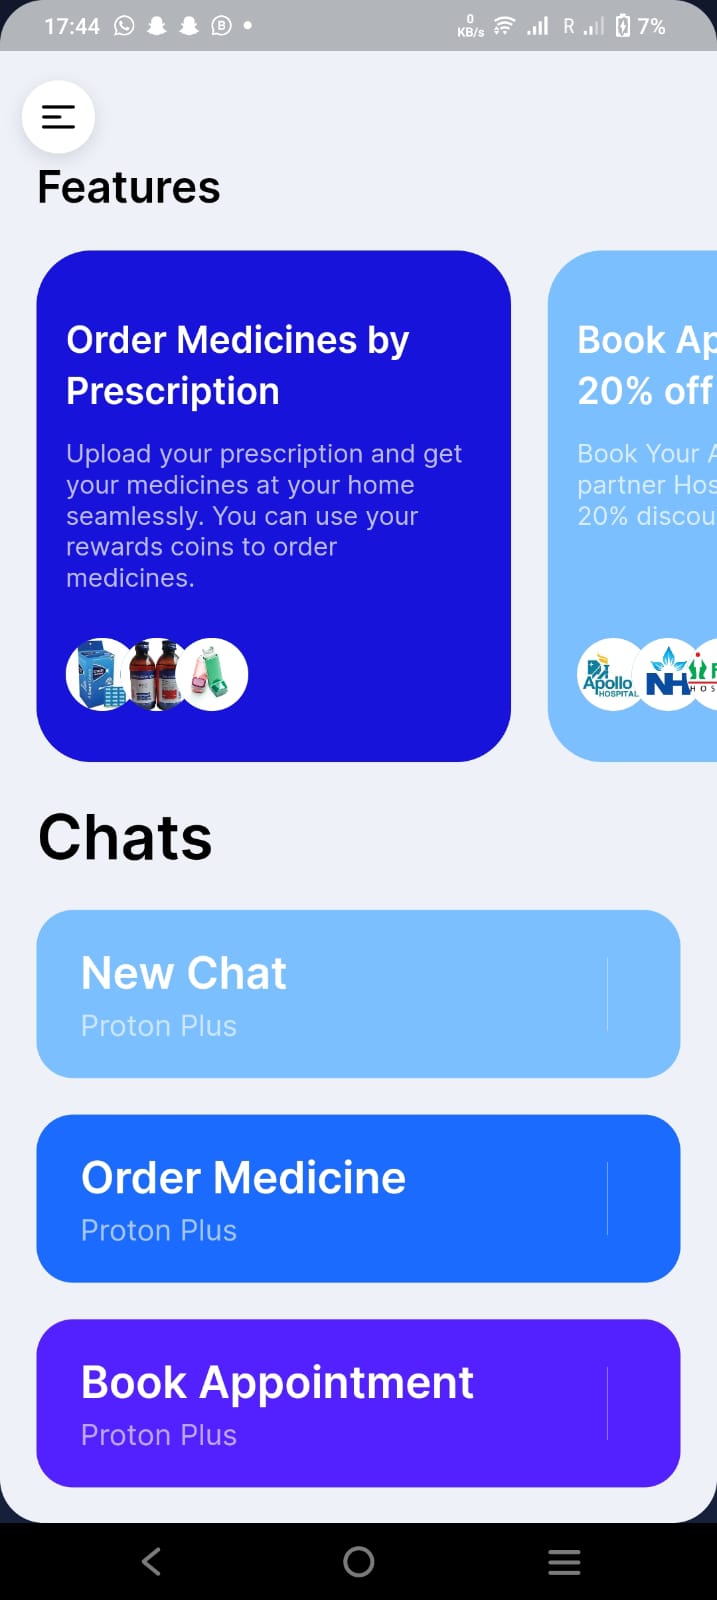 17:44
0
KB/s
R
7%
Features
Order Medicines by
Prescription
Upload your prescription and get
your medicines at your home
seamlessly. You can use your
rewards coins to order
medicines.
Book Ap
20% off
Book Your A
partner Hos
20% discou
Apollo
HOSPITAL
NH
F
HOS
Chats
New Chat
Proton Plus
Order Medicine
Proton Plus
Book Appointment
Proton Plus